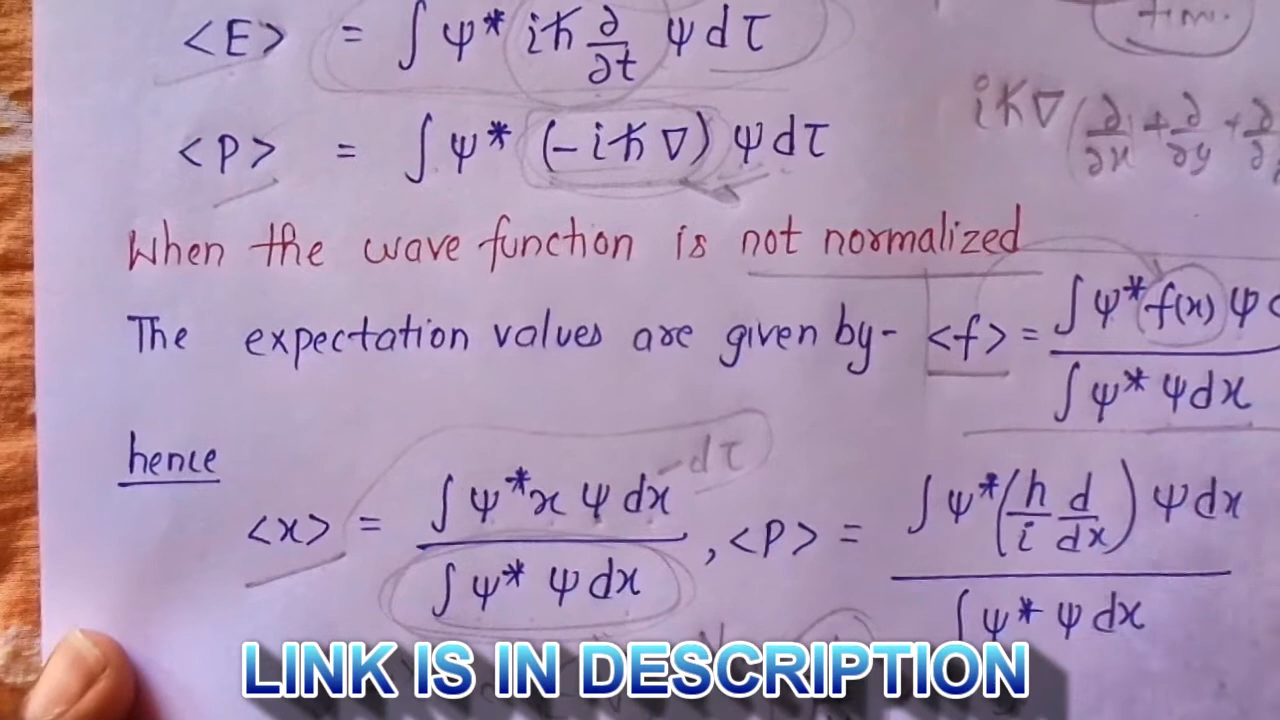 <E> = ∫ ψ* iℏ ∂/∂t ψ dτ
tım.
<P> = ∫ ψ* (-iℏ ∇) ψ dτ
iℏ∇ (∂/∂x + ∂/∂y + ∂/∂
When the wave function is not normalized
The expectation values are given by- <f> = ∫ ψ* f(x) ψ d / ∫ ψ* ψ dx
hence
<x> = ∫ ψ* x ψ dx / ∫ ψ* ψ dx , <P> = ∫ ψ* (ℏ/i d/dx) ψ dx / ∫ ψ* ψ dx
-dτ
LINK IS IN DESCRIPTION